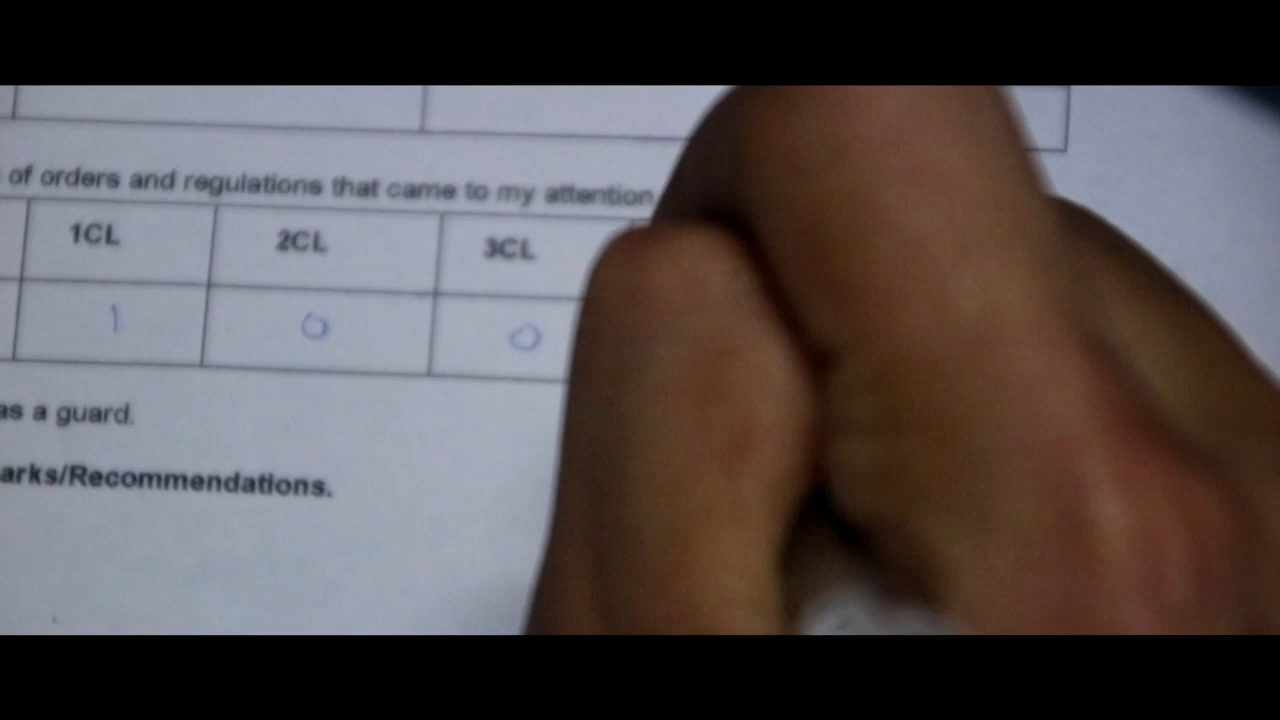 of orders and regulations that came to my attention
1CL 2CL 3CL
1 0 0
as a guard.
arks/Recommendations.